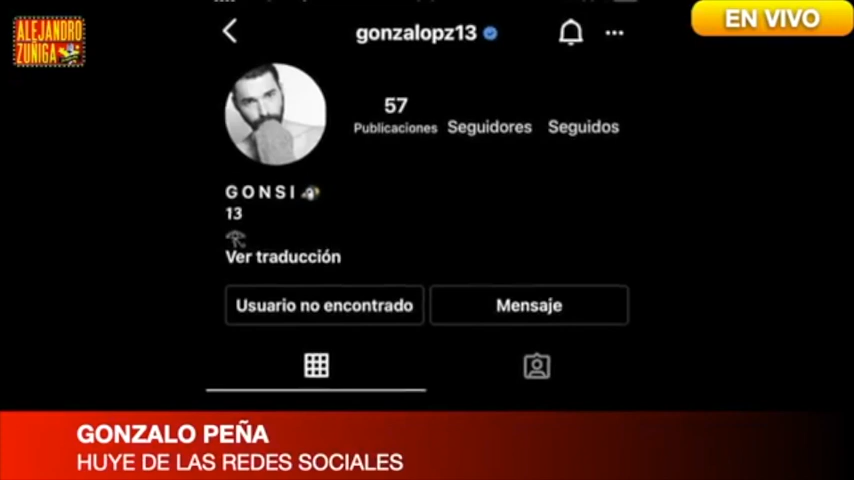 ALEJANDRO
ZUÑIGA
EN VIVO
gonzalopz13
57
Publicaciones Seguidores Seguidos
G O N S I
13
Ver traducción
Usuario no encontrado Mensaje
GONZALO PEÑA
HUYE DE LAS REDES SOCIALES